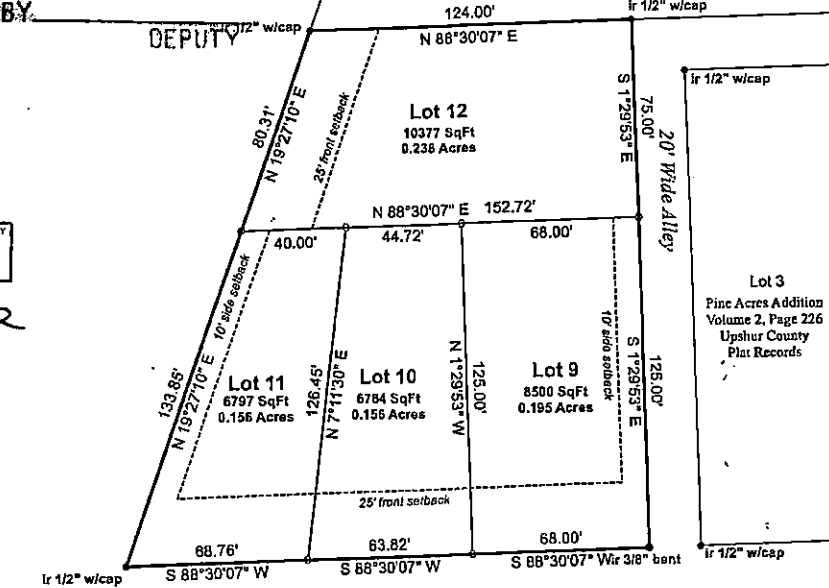 BY
DEPUTY
ir 1/2" w/cap
124.00'
N 88°30'07" E
ir 1/2" w/cap
ir 1/2" w/cap
80.31'
N 19°27'10" E
25' front setback
Lot 12
10377 SqFt
0.238 Acres
S 1°29'53" E
75.00'
20' Wide Alley
N 88°30'07" E 152.72'
40.00'
44.72'
68.00'
133.85'
N 19°27'10" E
10' side setback
Lot 11
6797 SqFt
0.156 Acres
126.45'
N 7°11'30" E
Lot 10
6784 SqFt
0.156 Acres
N 1°29'53" W
125.00'
Lot 9
8500 SqFt
0.195 Acres
10' side setback
S 1°29'53" E
125.00'
Lot 3
Pine Acres Addition
Volume 2, Page 226
Upshur County
Plat Records
25' front setback
68.76'
S 88°30'07" W
63.82'
S 88°30'07" W
68.00'
S 88°30'07" W
ir 3/8" bent
ir 1/2" w/cap
ir 1/2" w/cap